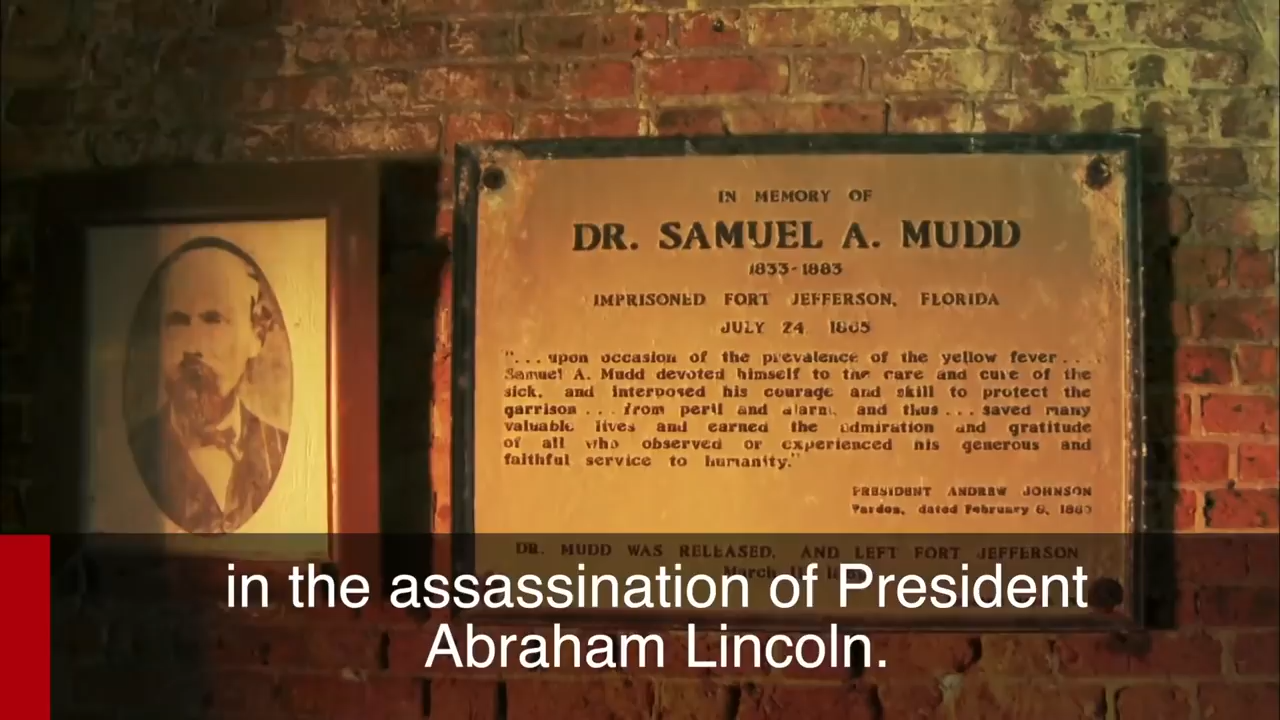 IN MEMORY OF
DR. SAMUEL A. MUDD
1833-1883
IMPRISONED FORT JEFFERSON, FLORIDA
JULY 24 1865
"... upon occasion of the prevalence of the yellow fever ....
Samuel A. Mudd devoted himself to the care and cure of the
sick, and interposed his courage and skill to protect the
garrison ... from peril and alarm, and thus ... saved many
valuable lives and earned the admiration and gratitude
of all who observed or experienced his generous and
faithful service to humanity."
PRESIDENT ANDREW JOHNSON
Pardon, dated February 8,
DR. MUDD WAS RELEASED, AND LEFT FORT JEFFERSON
March
in the assassination of President
Abraham Lincoln.